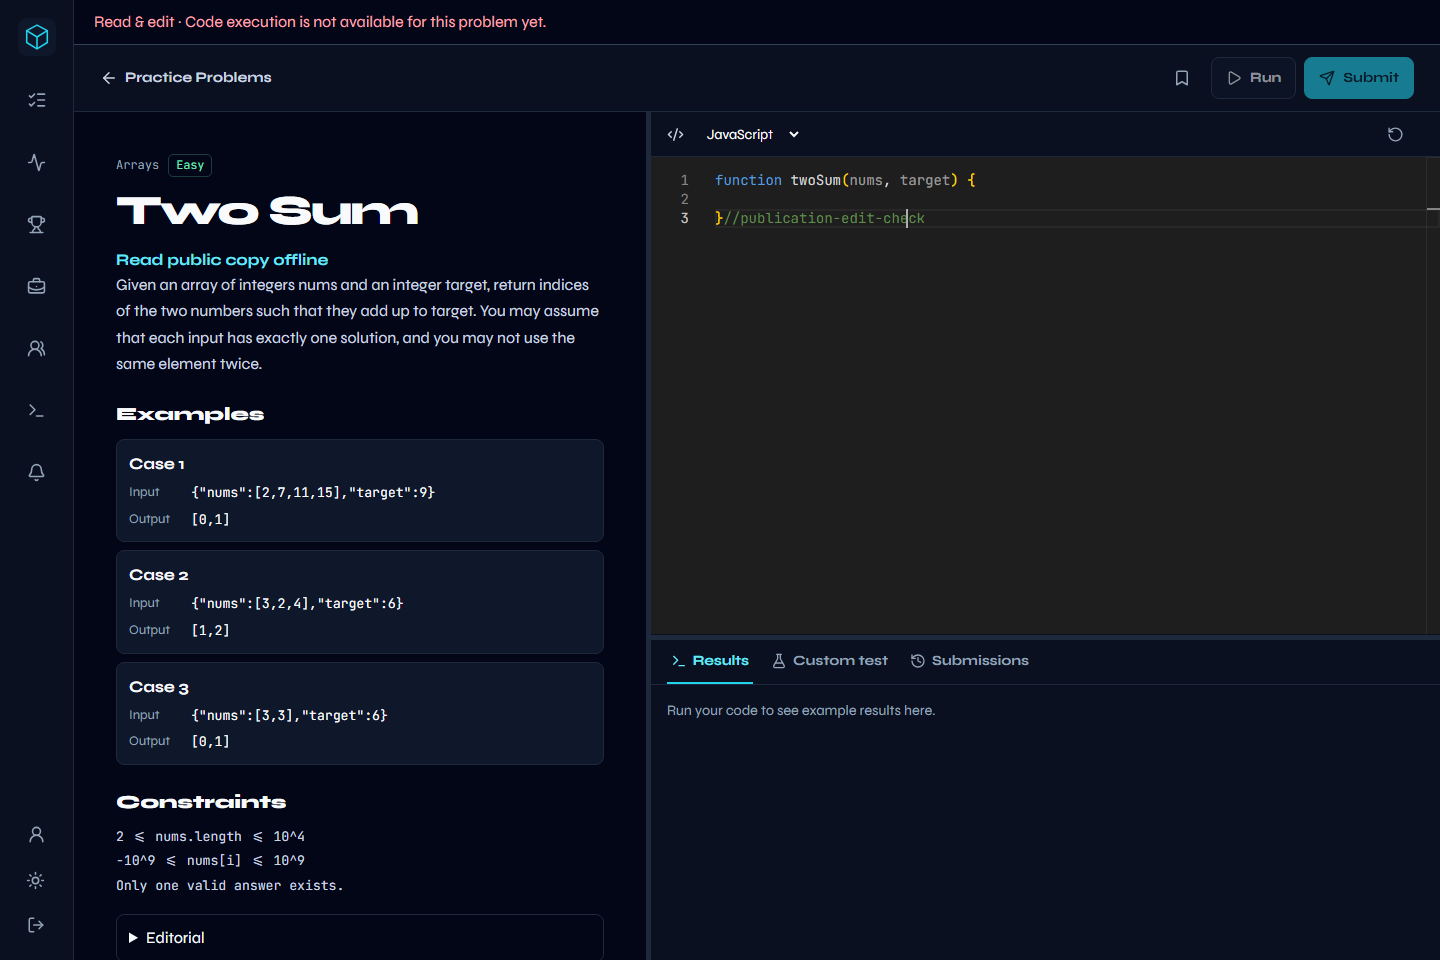 Read & edit · Code execution is not available for this problem yet.
Practice Problems
Run
Submit
Arrays
Easy
Two Sum
Read public copy offline
Given an array of integers nums and an integer target, return indices
of the two numbers such that they add up to target. You may assume
that each input has exactly one solution, and you may not use the
same element twice.
Examples
Case 1
Input {"nums":[2,7,11,15],"target":9}
Output [0,1]
Case 2
Input {"nums":[3,2,4],"target":6}
Output [1,2]
Case 3
Input {"nums":[3,3],"target":6}
Output [0,1]
Constraints
2 <= nums.length <= 10^4
-10^9 <= nums[i] <= 10^9
Only one valid answer exists.
Editorial
JavaScript
1 function twoSum(nums, target) {
2
3 }//publication-edit-check
Results
Custom test
Submissions
Run your code to see example results here.